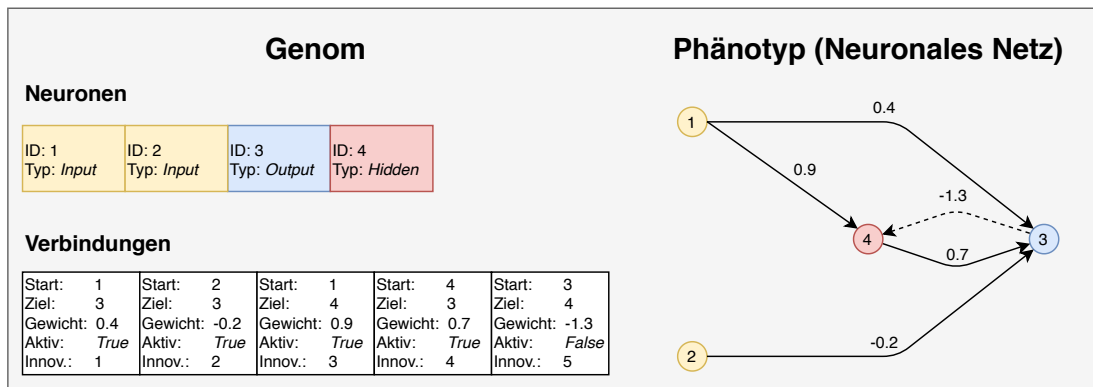 Genom
Neuronen
ID: 1
Typ: Input
ID: 2
Typ: Input
ID: 3
Typ: Output
ID: 4
Typ: Hidden
Verbindungen
Start: 1
Ziel: 3
Gewicht: 0.4
Aktiv: True
Innov.: 1
Start: 2
Ziel: 3
Gewicht: -0.2
Aktiv: True
Innov.: 2
Start: 1
Ziel: 4
Gewicht: 0.9
Aktiv: True
Innov.: 3
Start: 4
Ziel: 3
Gewicht: 0.7
Aktiv: True
Innov.: 4
Start: 3
Ziel: 4
Gewicht: -1.3
Aktiv: False
Innov.: 5
Phänotyp (Neuronales Netz)
1
0.4
0.9
-1.3
4
3
0.7
-0.2
2